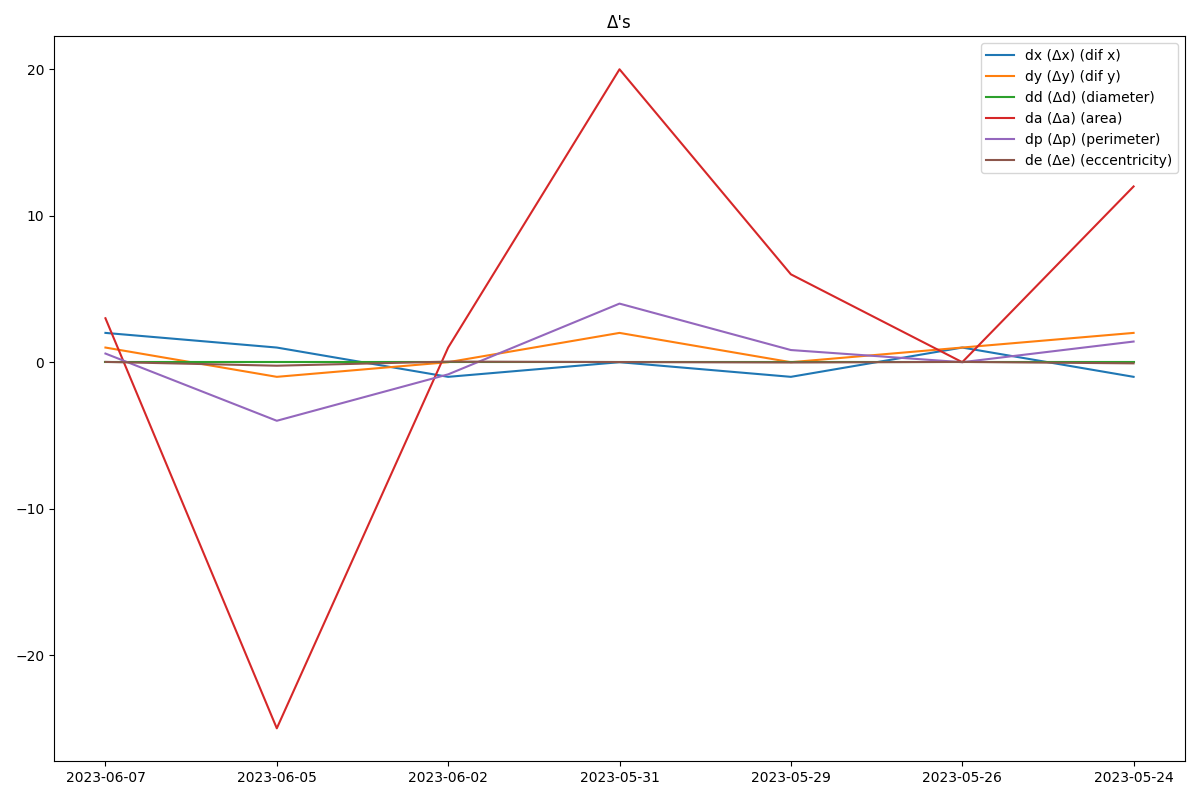 Δ's
dx (Δx) (dif x)
dy (Δy) (dif y)
dd (Δd) (diameter)
da (Δa) (area)
dp (Δp) (perimeter)
de (Δe) (eccentricity)
20
10
0
−10
−20
2023-06-07 2023-06-05 2023-06-02 2023-05-31 2023-05-29 2023-05-26 2023-05-24